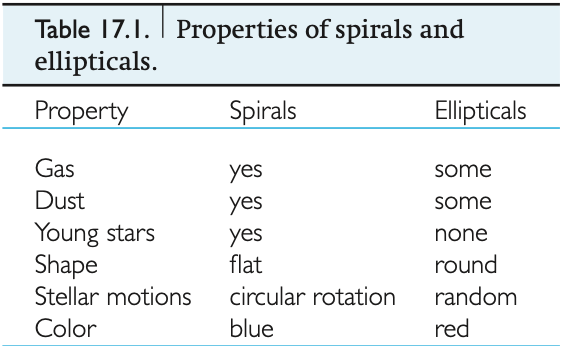 Table 17.1. Properties of spirals and
ellipticals.
Property Spirals Ellipticals
Gas yes some
Dust yes some
Young stars yes none
Shape flat round
Stellar motions circular rotation random
Color blue red